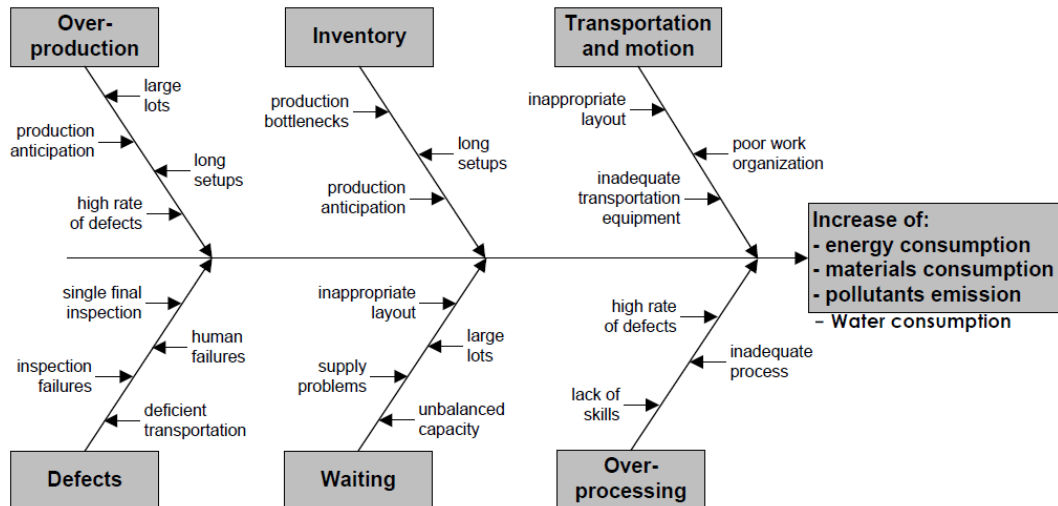 Over-
production
Inventory
Transportation
and motion
large
lots
production
anticipation
long
setups
high rate
of defects
production
bottlenecks
long
setups
production
anticipation
inappropriate
layout
poor work
organization
inadequate
transportation
equipment
Increase of:
- energy consumption
- materials consumption
- pollutants emission
- Water consumption
single final
inspection
human
failures
inspection
failures
deficient
transportation
inappropriate
layout
large
lots
supply
problems
unbalanced
capacity
high rate
of defects
inadequate
process
lack of
skills
Defects
Waiting
Over-
processing